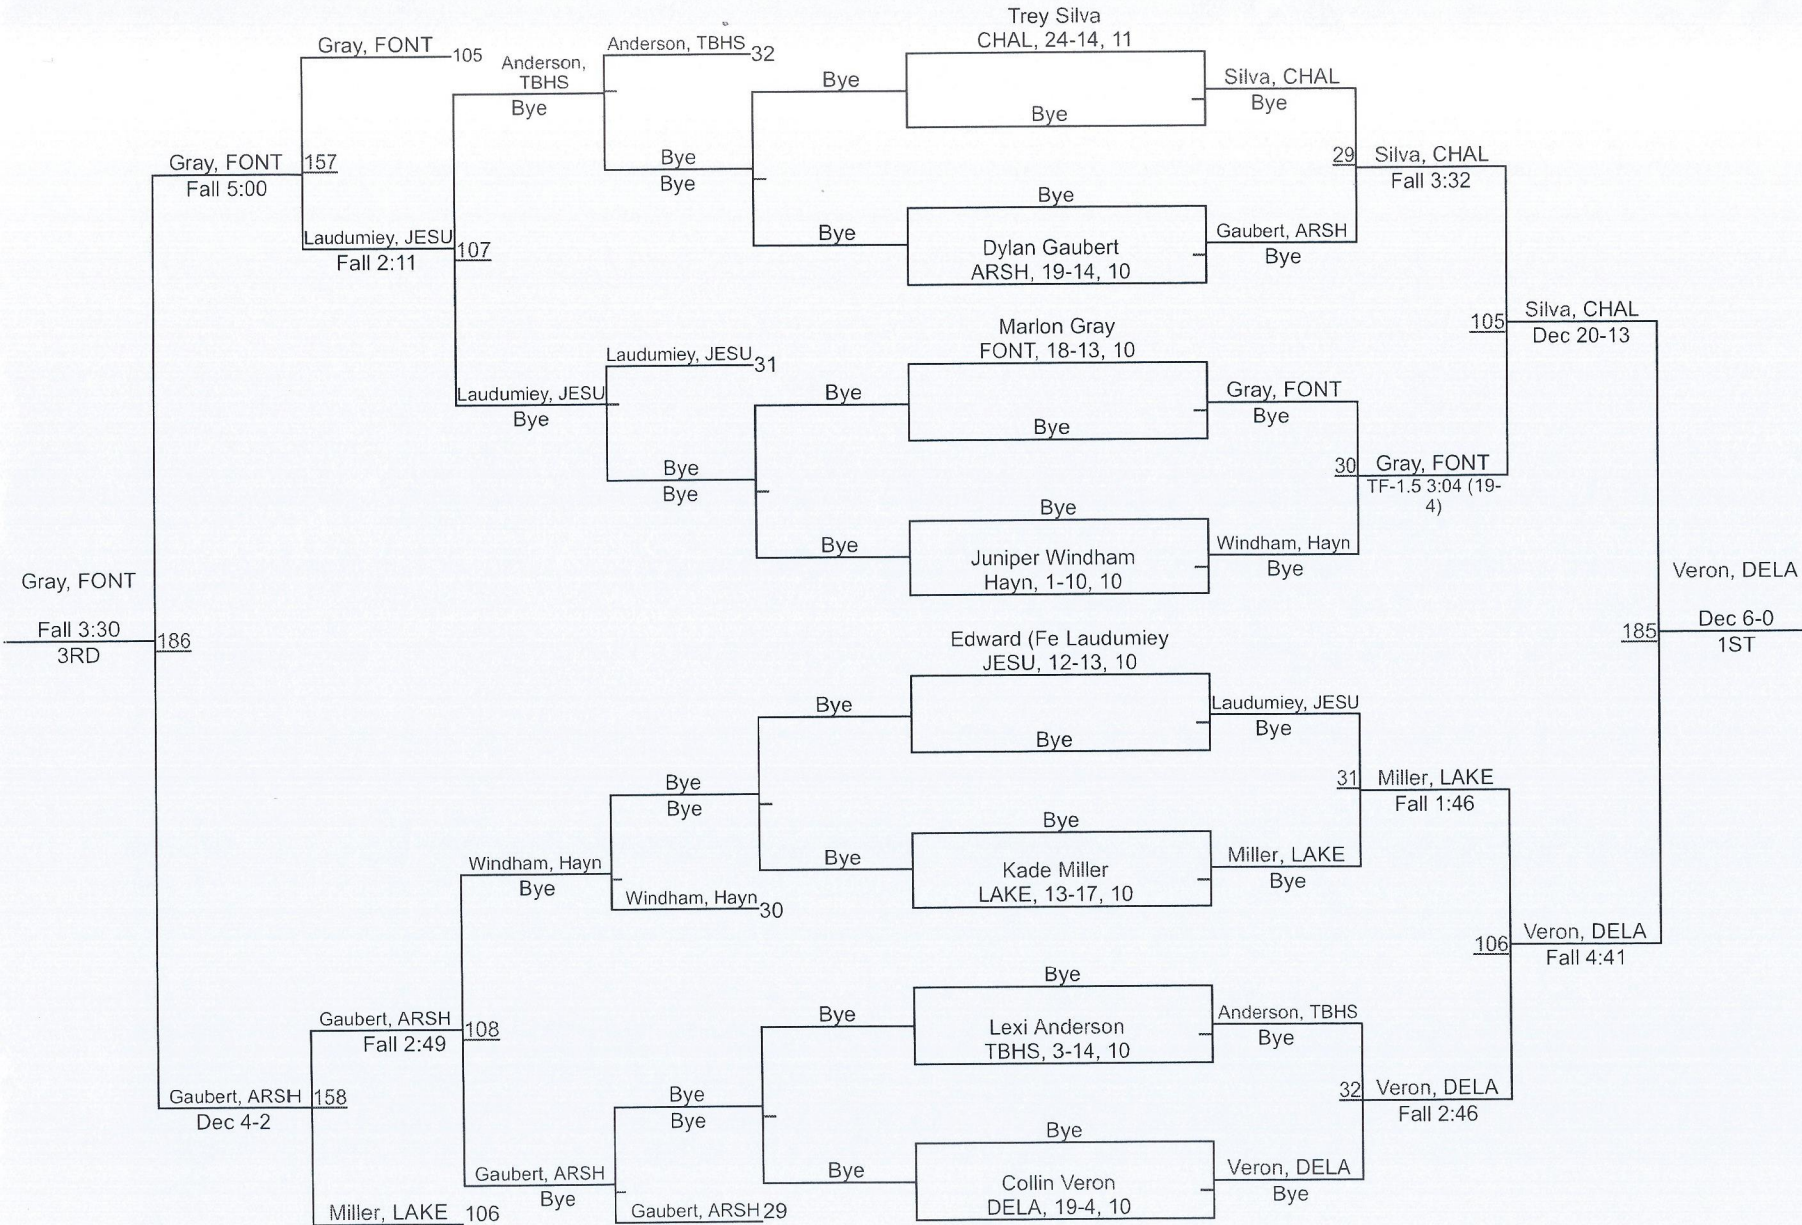 Trey Silva
CHAL, 24-14, 11
Gray, FONT
105
Anderson, TBHS
32
Anderson,
TBHS
Bye
Bye
Bye
Silva, CHAL
Bye
Gray, FONT
157
Fall 5:00
Bye
Bye
29
Silva, CHAL
Fall 3:32
Bye
Laudumiey, JESU
107
Fall 2:11
Bye
Dylan Gaubert
ARSH, 19-14, 10
Gaubert, ARSH
Bye
Marlon Gray
FONT, 18-13, 10
105
Silva, CHAL
Dec 20-13
Laudumiey, JESU
31
Laudumiey, JESU
Bye
Bye
Bye
Gray, FONT
Bye
Bye
Bye
30
Gray, FONT
TF-1.5 3:04 (19-
4)
Bye
Bye
Juniper Windham
Hayn, 1-10, 10
Windham, Hayn
Bye
Gray, FONT
Fall 3:30
3RD
186
Veron, DELA
185
Dec 6-0
1ST
Edward (Fe Laudumiey
JESU, 12-13, 10
Bye
Bye
Laudumiey, JESU
Bye
Bye
Bye
31
Miller, LAKE
Fall 1:46
Bye
Windham, Hayn
Bye
Bye
Kade Miller
LAKE, 13-17, 10
Miller, LAKE
Bye
Windham, Hayn
30
106
Veron, DELA
Fall 4:41
Bye
Gaubert, ARSH
108
Fall 2:49
Bye
Lexi Anderson
TBHS, 3-14, 10
Anderson, TBHS
Bye
Gaubert, ARSH
158
Dec 4-2
Bye
Bye
32
Veron, DELA
Fall 2:46
Bye
Gaubert, ARSH
Bye
Bye
Collin Veron
DELA, 19-4, 10
Veron, DELA
Bye
Miller, LAKE
106
Gaubert, ARSH
29